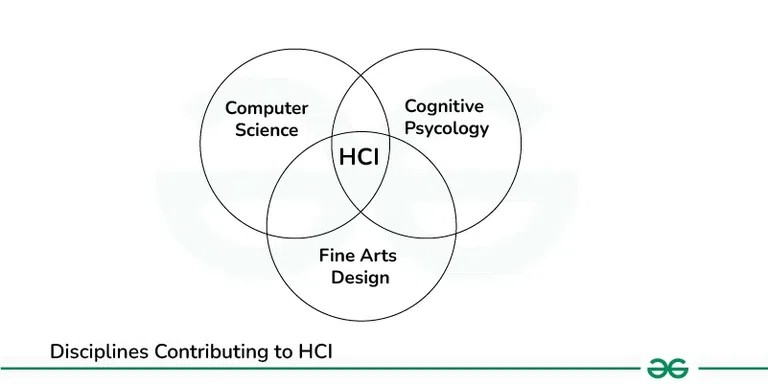 Computer
Science
Cognitive
Psycology
HCI
Fine Arts
Design
Disciplines Contributing to HCI